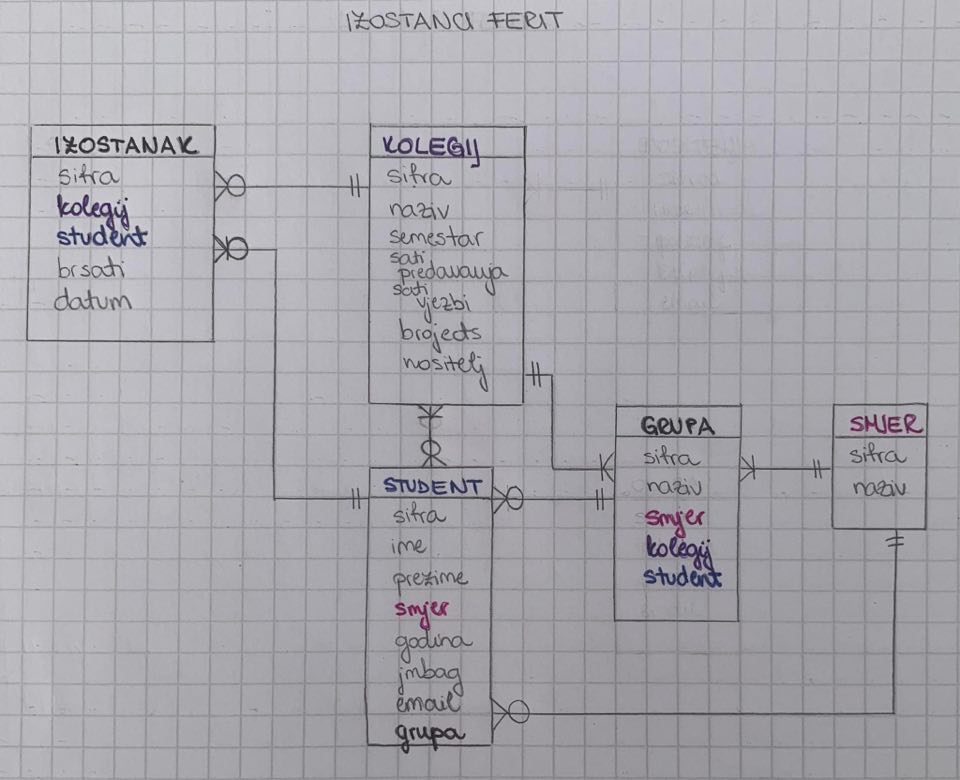 IZOSTANCI FERIT
IZOSTANAK
sifra
kolegij
student
brsati
datum
KOLEGIJ
sifra
naziv
semestar
sati
predavanja
sati
vjezbi
brojects
nositelj
STUDENT
sifra
ime
prezime
smjer
godina
jmbag
email
grupa
GRUPA
sifra
naziv
smjer
kolegij
student
SMJER
sifra
naziv